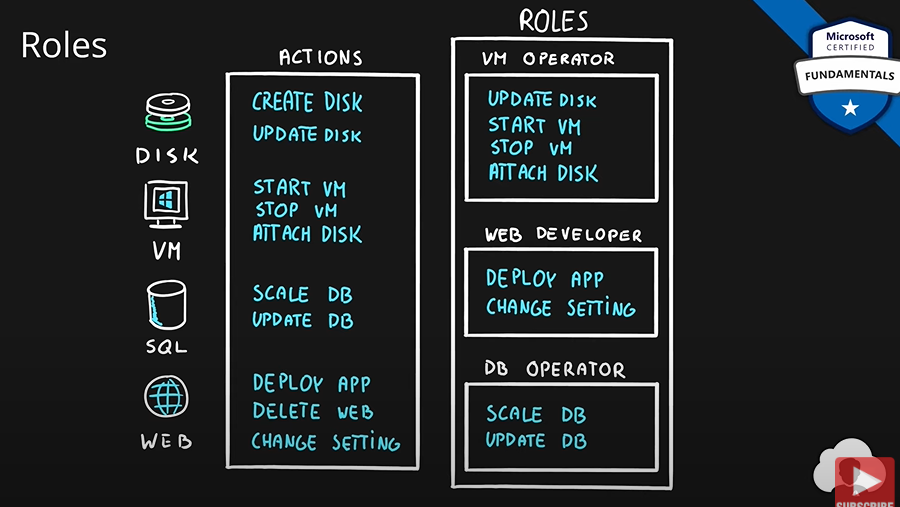 Roles
ACTIONS
CREATE DISK
UPDATE DISK
START VM
STOP VM
ATTACH DISK
SCALE DB
UPDATE DB
DEPLOY APP
DELETE WEB
CHANGE SETTING
DISK
VM
SQL
WEB
ROLES
VM OPERATOR
UPDATE DISK
START VM
STOP VM
ATTACH DISK
WEB DEVELOPER
DEPLOY APP
CHANGE SETTING
DB OPERATOR
SCALE DB
UPDATE DB
Microsoft
CERTIFIED
FUNDAMENTALS
SUBSCRIBE